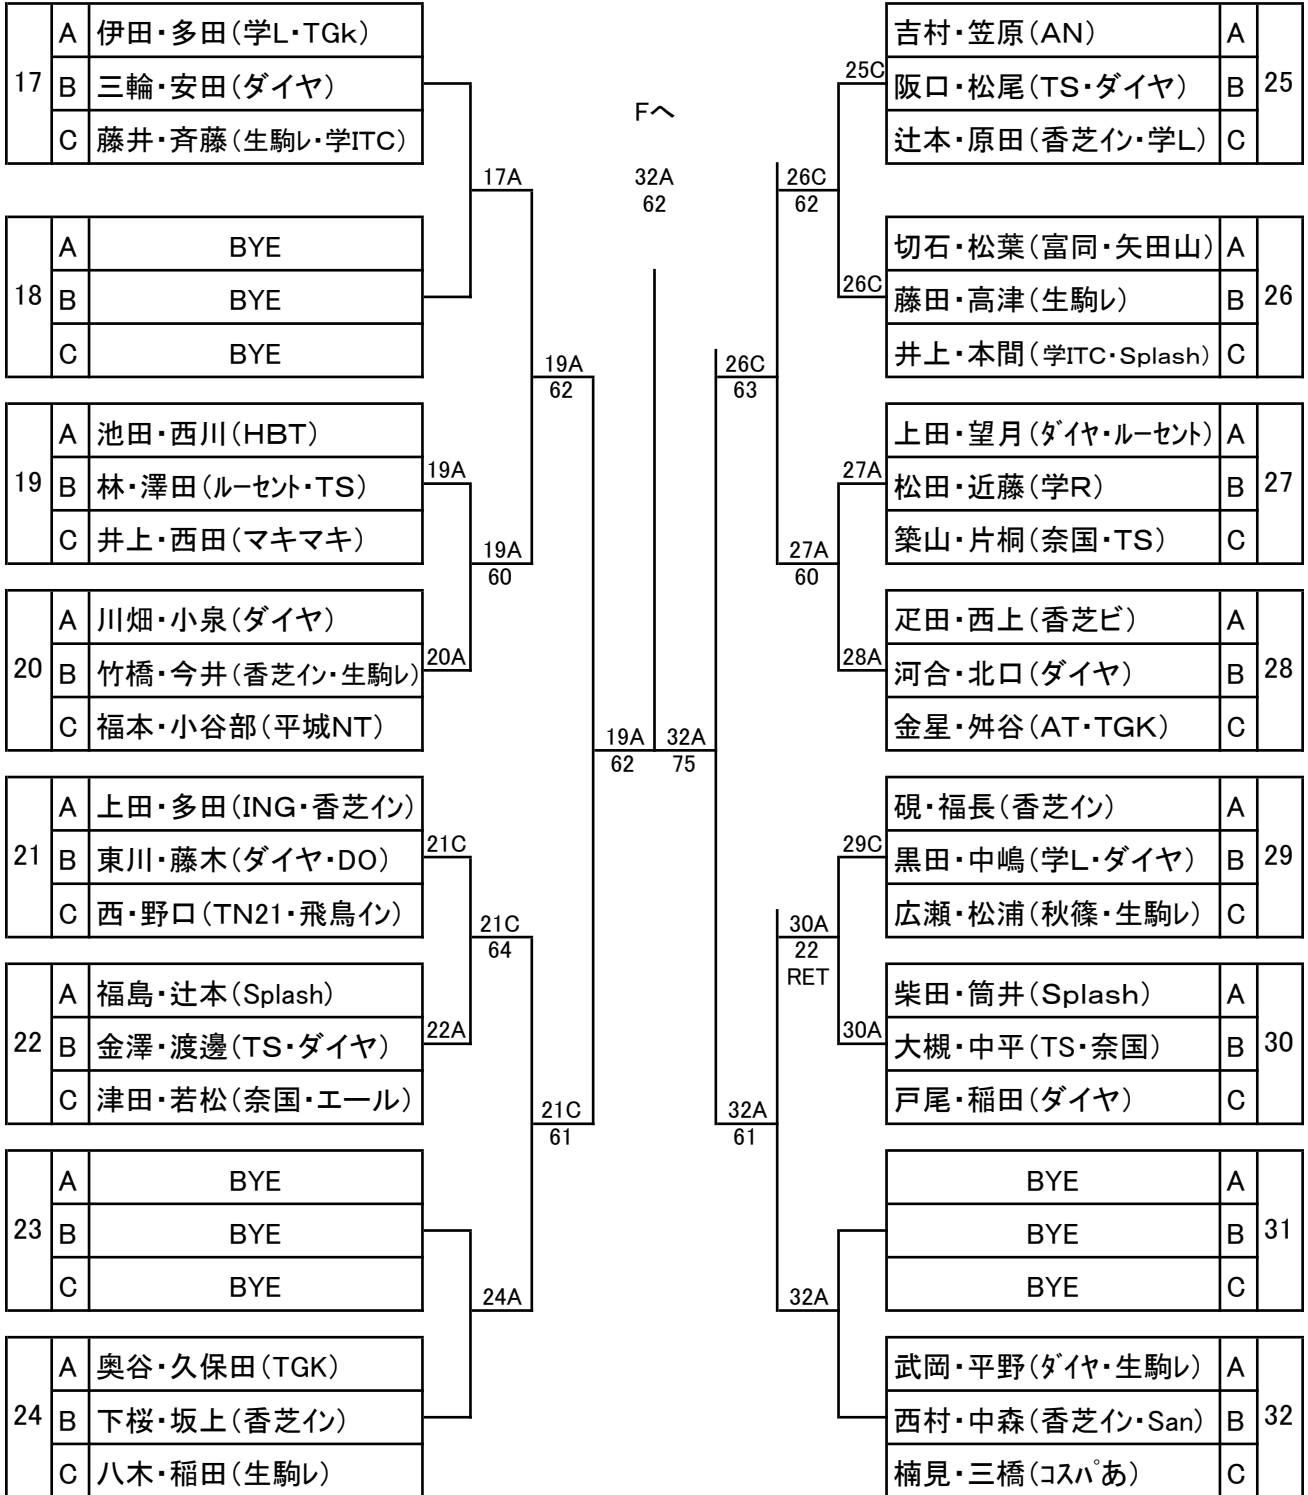 17
A 伊田・多田(学L・TGk)
B 三輪・安田(ダイヤ)
C 藤井・斉藤(生駒レ・学ITC)
17A
18
A BYE
B BYE
C BYE
19A
62
19
A 池田・西川(HBT)
B 林・澤田(ルーセント・TS)
C 井上・西田(マキマキ)
19A
19A
60
20
A 川畑・小泉(ダイヤ)
B 竹橋・今井(香芝イン・生駒レ)
C 福本・小谷部(平城NT)
20A
19A
62
21
A 上田・多田(ING・香芝イン)
B 東川・藤木(ダイヤ・DO)
C 西・野口(TN21・飛鳥イン)
21C
21C
64
22
A 福島・辻本(Splash)
B 金澤・渡邊(TS・ダイヤ)
C 津田・若松(奈国・エール)
22A
21C
61
23
A BYE
B BYE
C BYE
24A
24
A 奥谷・久保田(TGK)
B 下桜・坂上(香芝イン)
C 八木・稲田(生駒レ)
Fへ
32A
62
吉村・笠原(AN) A
阪口・松尾(TS・ダイヤ) B
辻本・原田(香芝イン・学L) C
25
25C
26C
62
切石・松葉(富同・矢田山) A
藤田・高津(生駒レ) B
井上・本間(学ITC・Splash) C
26
26C
26C
63
上田・望月(ダイヤ・ルーセント) A
松田・近藤(学R) B
築山・片桐(奈国・TS) C
27
27A
27A
60
疋田・西上(香芝ビ) A
河合・北口(ダイヤ) B
金星・舛谷(AT・TGK) C
28
28A
32A
75
硯・福長(香芝イン) A
黒田・中嶋(学L・ダイヤ) B
広瀬・松浦(秋篠・生駒レ) C
29
29C
30A
22
RET
柴田・筒井(Splash) A
大槻・中平(TS・奈国) B
戸尾・稲田(ダイヤ) C
30
30A
32A
61
BYE A
BYE B
BYE C
31
32A
武岡・平野(ダイヤ・生駒レ) A
西村・中森(香芝イン・San) B
楠見・三橋(コスパあ) C
32